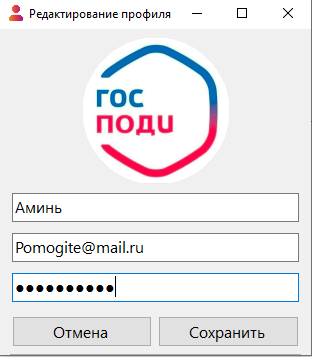 Редактирование профиля
гос
поди
Аминь
Pomogite@mail.ru
●●●●●●●●●●
Отмена
Сохранить